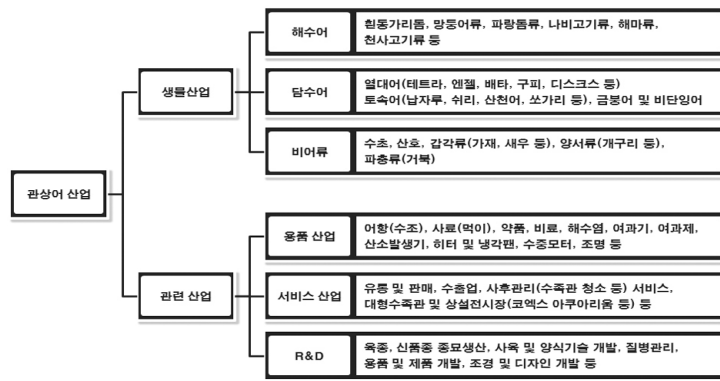 관상어 산업
생물산업
해수어
흰동가리돔, 망둥어류, 파랑돔류, 나비고기류, 해마류,
천사고기류 등
담수어
열대어(테트라, 엔젤, 배타, 구피, 디스크스 등)
토속어(납자루, 쉬리, 산천어, 쏘가리 등), 금붕어 및 비단잉어
비어류
수초, 산호, 갑각류(가재, 새우 등), 양서류(개구리 등),
파충류(거북)
관련 산업
용품 산업
어항(수조), 사료(먹이), 약품, 비료, 해수염, 여과기, 여과제,
산소발생기, 히터 및 냉각팬, 수중모터, 조명 등
서비스 산업
유통 및 판매, 수출업, 사후관리(수족관 청소 등) 서비스,
대형수족관 및 상설전시장(코엑스 아쿠아리움 등) 등
R&D
육종, 신품종 종묘생산, 사육 및 양식기술 개발, 질병관리,
용품 및 제품 개발, 조경 및 디자인 개발 등